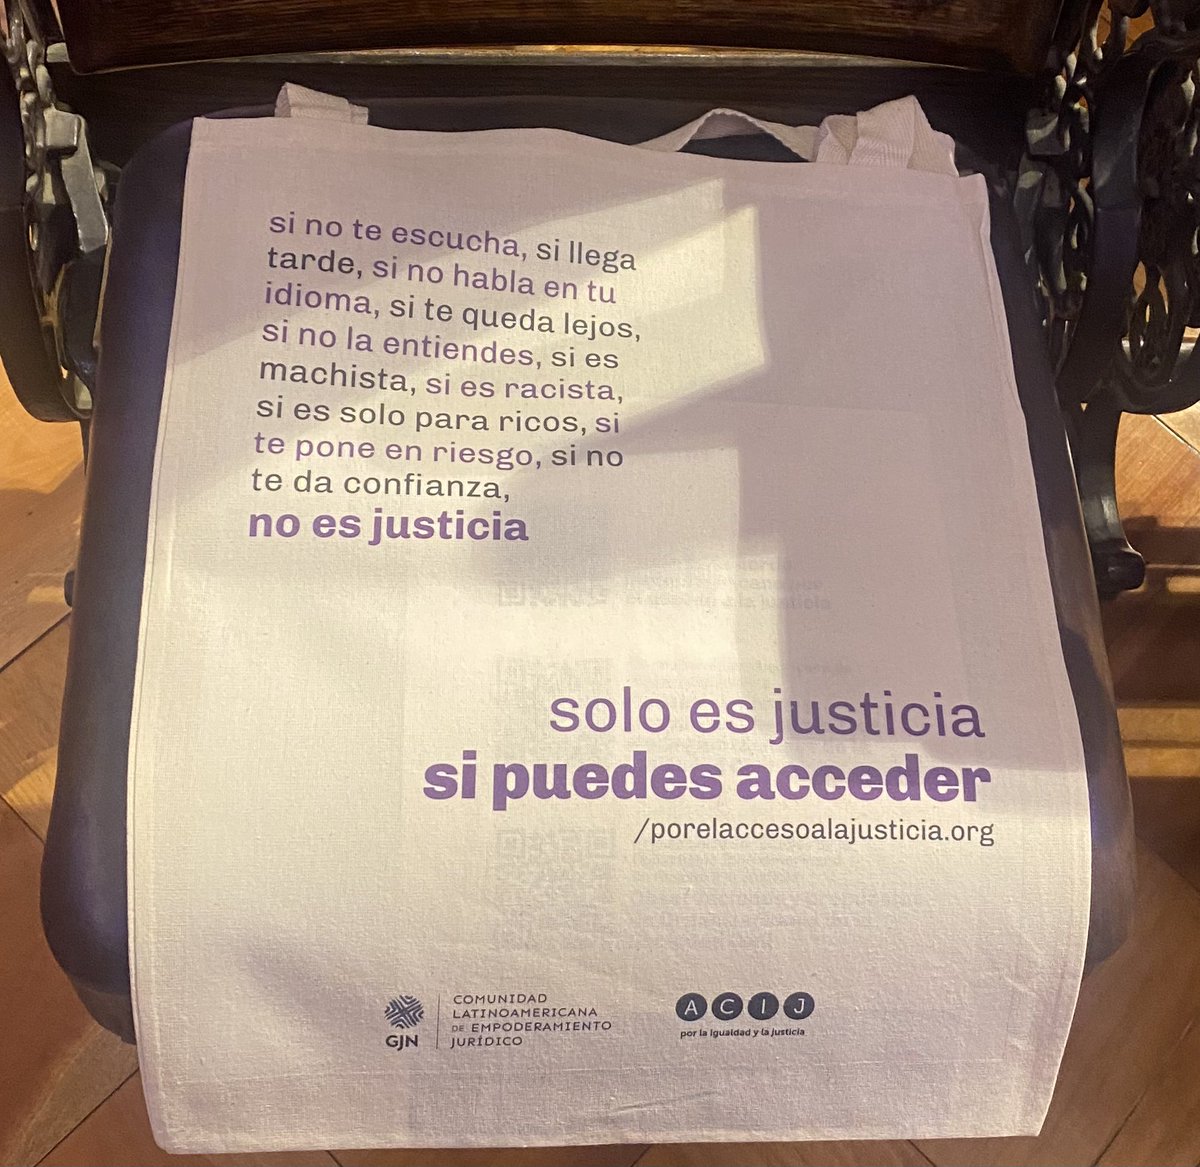 si no te escucha, si llega
tarde, si no habla en tu
idioma, si te queda lejos,
si no la entiendes, si es
machista, si es racista,
si es solo para ricos, si
te pone en riesgo, si no
te da confianza,
no es justicia
solo es justicia
si puedes acceder
/porelaccesoalajusticia.org
GJN
COMUNIDAD
LATINOAMERICANA
DE EMPODERAMIENTO
JURÍDICO
ACIJ
por la igualdad y la justicia